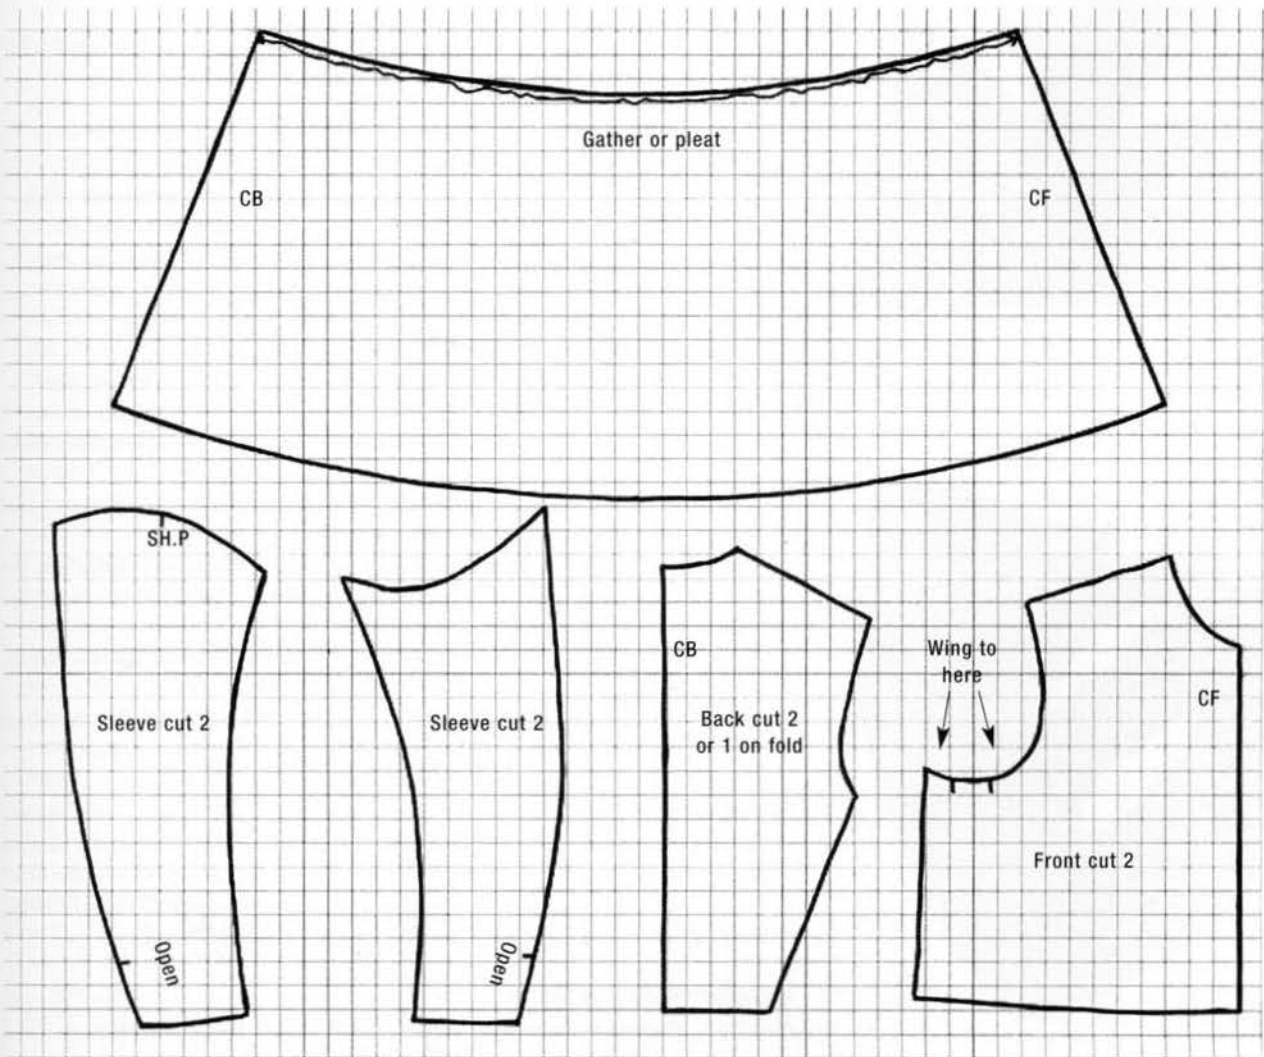 Gather or pleat
CB
CF
SH.P
Sleeve cut 2
Open
Sleeve cut 2
Open
CB
Back cut 2
or 1 on fold
Wing to
here
CF
Front cut 2